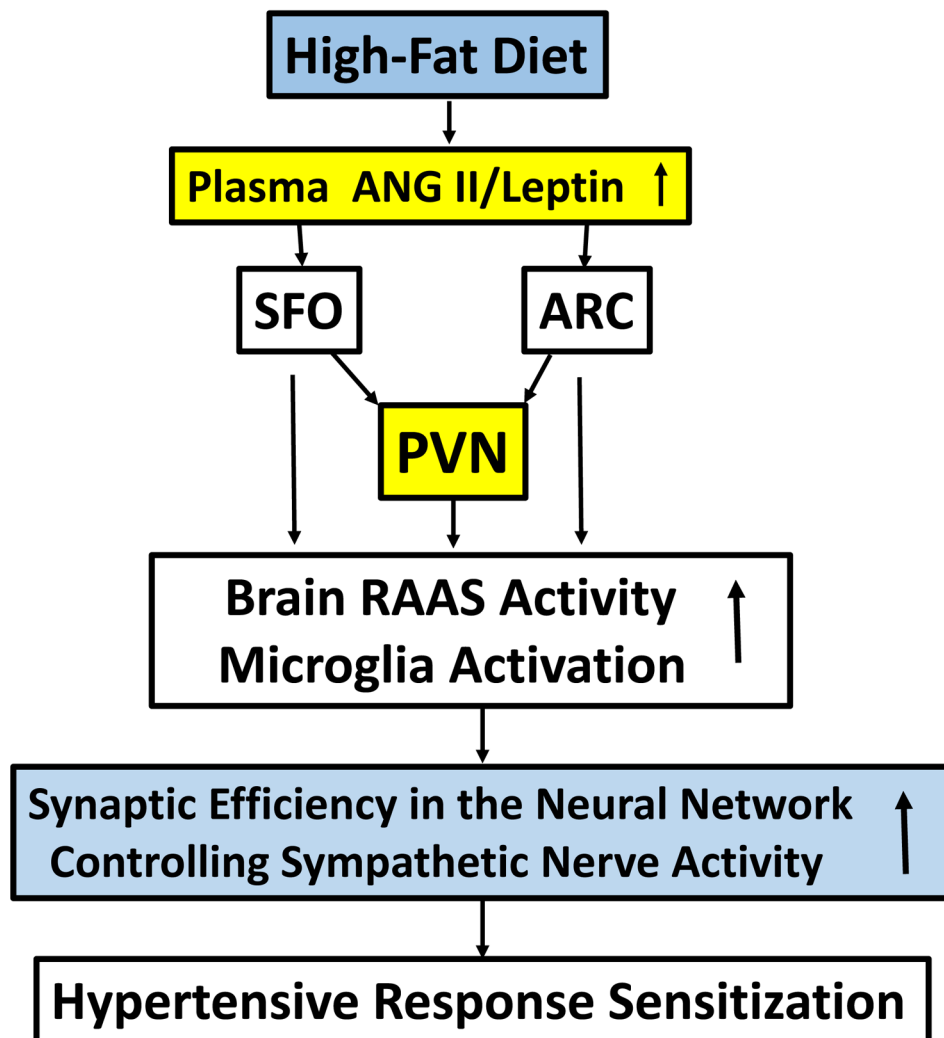 High-Fat Diet
Plasma ANG II/Leptin ↑
SFO
ARC
PVN
Brain RAAS Activity ↑
Microglia Activation
Synaptic Efficiency in the Neural Network ↑
Controlling Sympathetic Nerve Activity
Hypertensive Response Sensitization